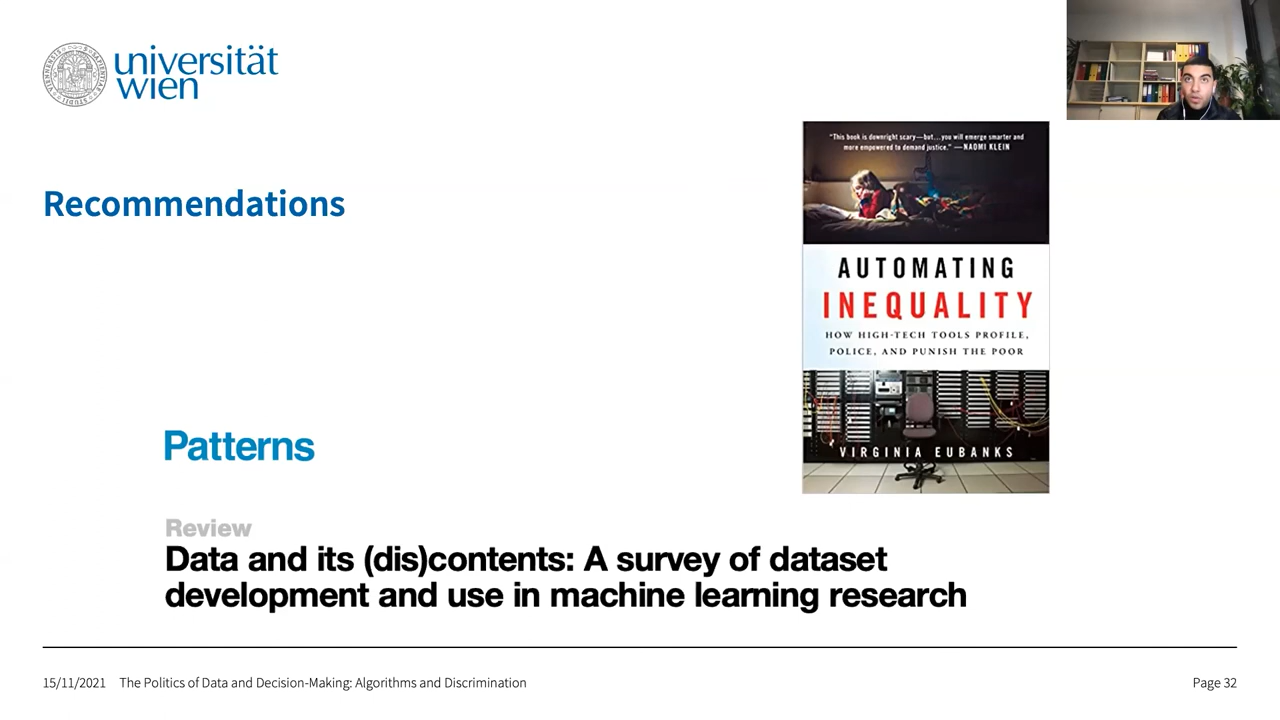 universität
wien
Recommendations
"This book is downright scary—but...you will emerge smarter and
more empowered to demand justice." —NAOMI KLEIN
AUTOMATING
INEQUALITY
HOW HIGH-TECH TOOLS PROFILE,
POLICE, AND PUNISH THE POOR
VIRGINIA EUBANKS
Patterns
Review
Data and its (dis)contents: A survey of dataset
development and use in machine learning research
15/11/2021 The Politics of Data and Decision-Making: Algorithms and Discrimination Page 32